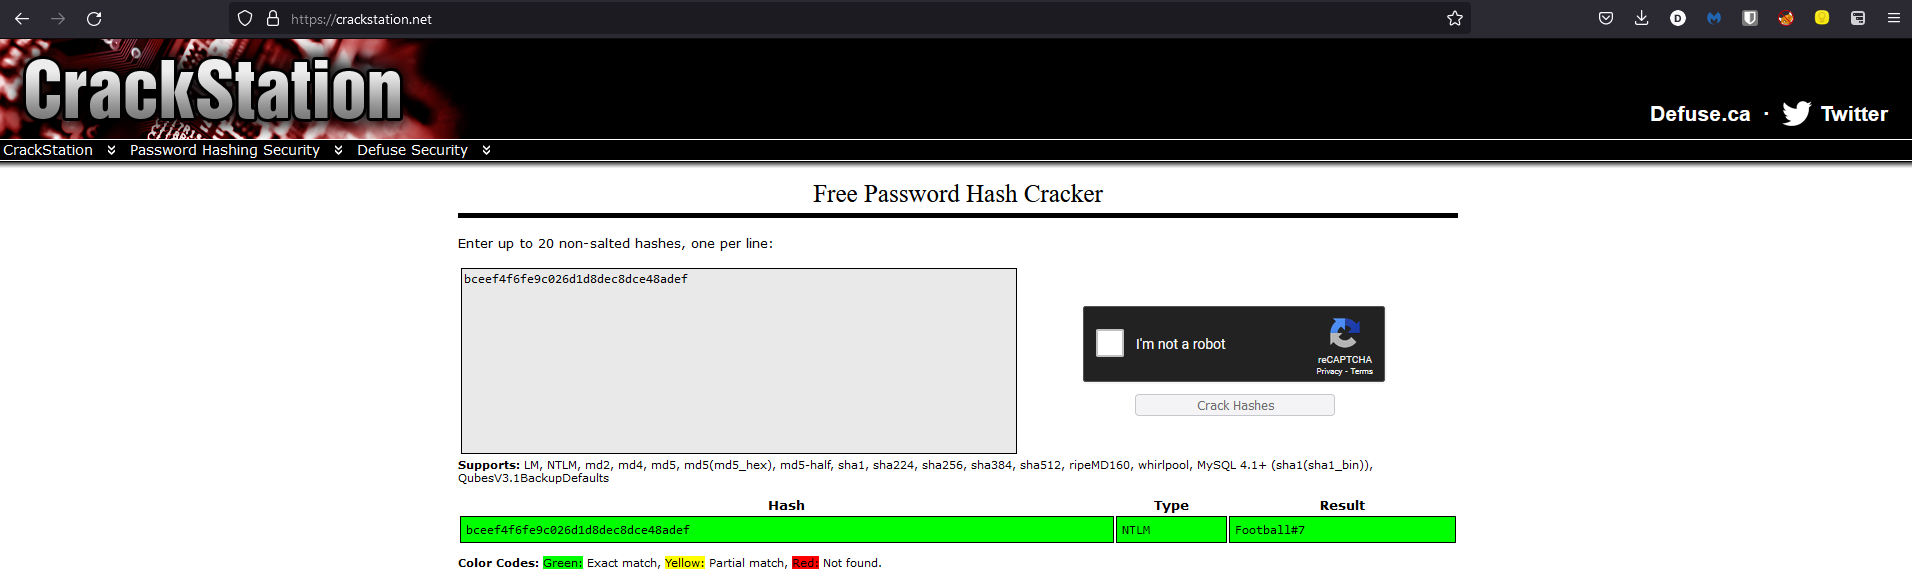 https://crackstation.net
CrackStation
Defuse.ca · Twitter
CrackStation Password Hashing Security Defuse Security
Free Password Hash Cracker
Enter up to 20 non-salted hashes, one per line:
bceef4f6fe9c026d1d8dec8dce48adef
I'm not a robot
reCAPTCHA
Privacy - Terms
Crack Hashes
Supports: LM, NTLM, md2, md4, md5, md5(md5_hex), md5-half, sha1, sha224, sha256, sha384, sha512, ripeMD160, whirlpool, MySQL 4.1+ (sha1(sha1_bin)),
QubesV3.1BackupDefaults
Hash Type Result
bceef4f6fe9c026d1d8dec8dce48adef NTLM Football#7
Color Codes: Green: Exact match, Yellow: Partial match, Red: Not found.